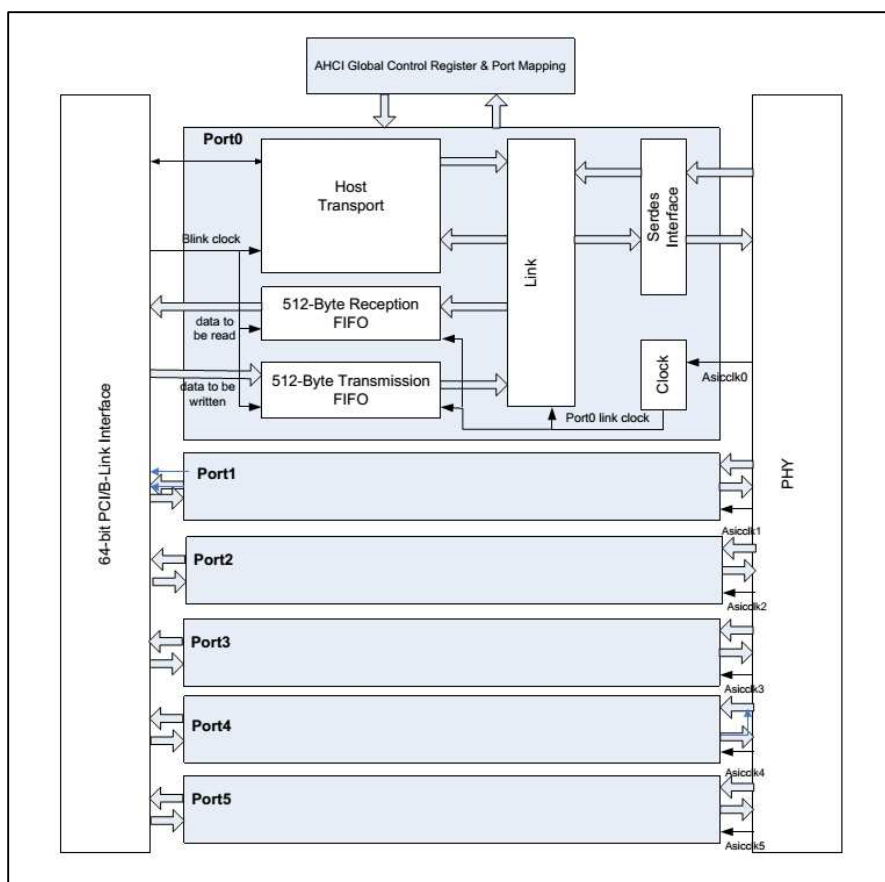 AHCI Global Control Register & Port Mapping
64-bit PCI/B-Link Interface
PHY
Port0
Host
Transport
Link
Serdes
Interface
Blink clock
512-Byte Reception
FIFO
data to
be read
512-Byte Transmission
FIFO
data to be
written
Clock
Asicclk0
Port0 link clock
Port1
Asicclk1
Port2
Asicclk2
Port3
Asicclk3
Port4
Asicclk4
Port5
Asicclk5